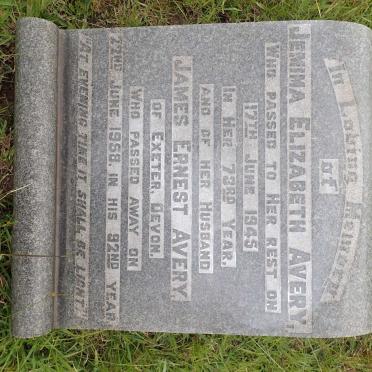 In Loving Memory
of
JEMIMA ELIZABETH AVERY,
WHO PASSED TO HER REST ON
17TH JUNE 1945
IN HER 73RD YEAR.
AND OF HER HUSBAND
JAMES ERNEST AVERY.
OF EXETER, DEVON.
WHO PASSED AWAY ON
22ND JUNE 1958 IN HIS 92ND YEAR
"AT EVENING TIME IT SHALL BE LIGHT."